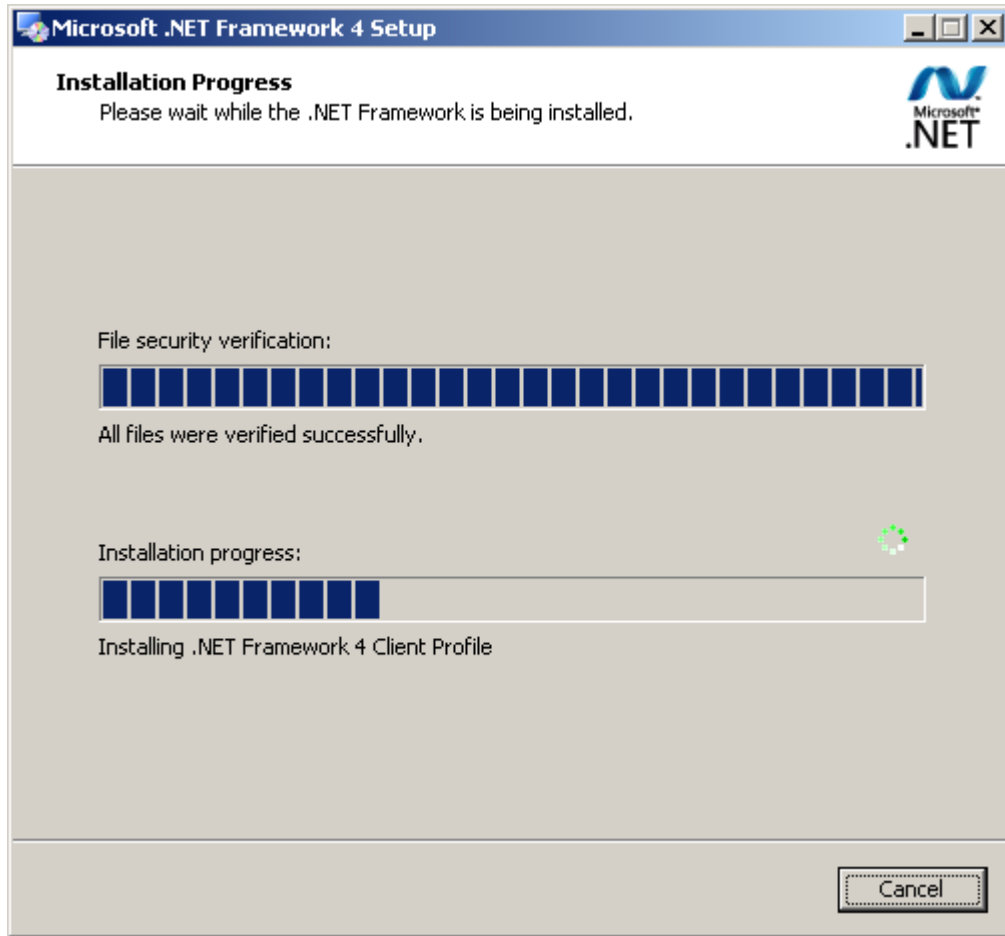 Microsoft .NET Framework 4 Setup
Installation Progress
Please wait while the .NET Framework is being installed.
Microsoft®
.NET
File security verification:
All files were verified successfully.
Installation progress:
Installing .NET Framework 4 Client Profile
Cancel